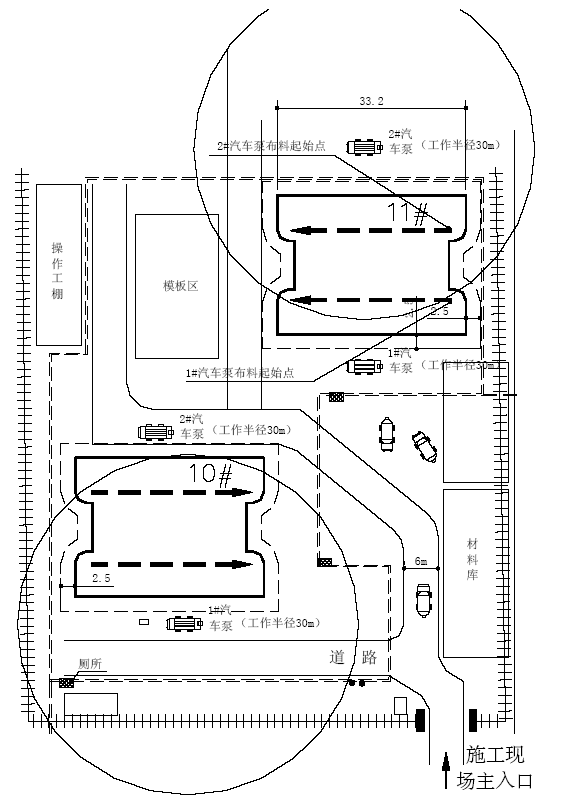 33.2
2#汽
车泵
(工作半径30m)
2#汽车泵布料起始点
11#
操作工棚
模板区
2.5
1#汽
车泵
(工作半径30m)
1#汽车泵布料起始点
2#汽
车泵
(工作半径30m)
10#
材料库
6m
2.5
1#汽
车泵
(工作半径30m)
道 路
厕所
施工现
场主入口